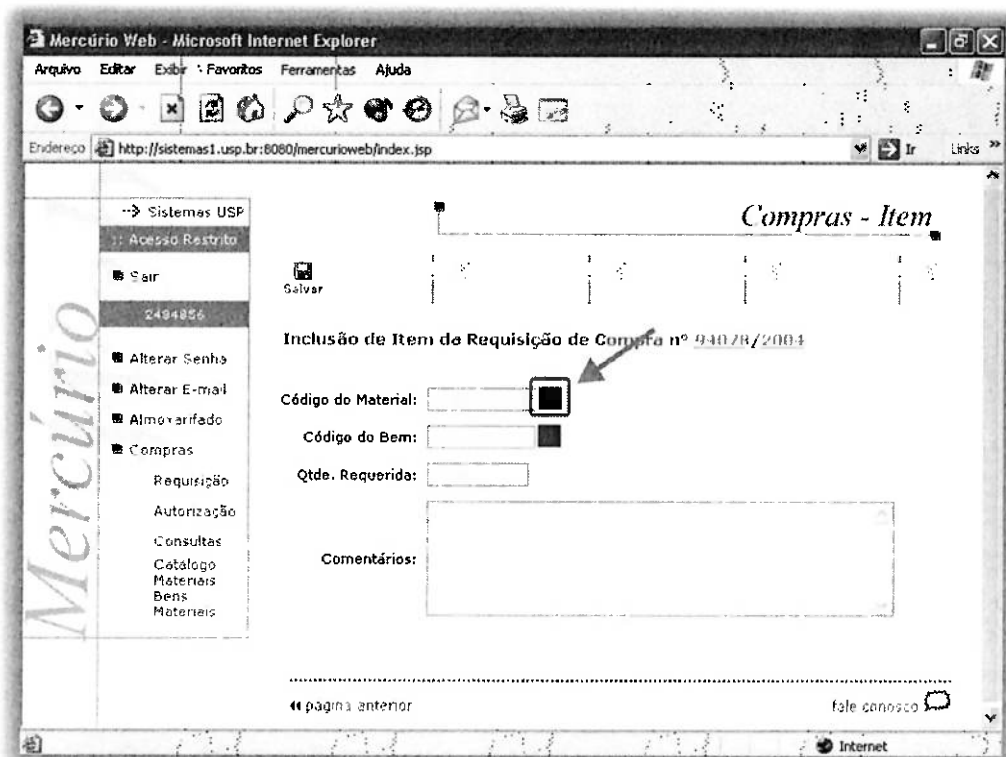 Mercúrio Web - Microsoft Internet Explorer
Arquivo Editar Exibir Favoritos Ferramentas Ajuda
Endereço http://sistemas1.usp.br:8080/mercurioweb/index.jsp Ir Links »
Mercúrio
--> Sistemas USP
:: Acesso Restrito
Sair
2484856
Alterar Senha
Alterar E-mail
Almoxarifado
Compras
Requisição
Autorização
Consultas
Catálogo
Materiais
Bens
Materiais
Compras - Item
Salvar
Inclusão de Item da Requisição de Compra nº 94028/2004
Código do Material:
Código do Bem:
Qtde. Requerida:
Comentários:
página anterior
fale conosco
Internet